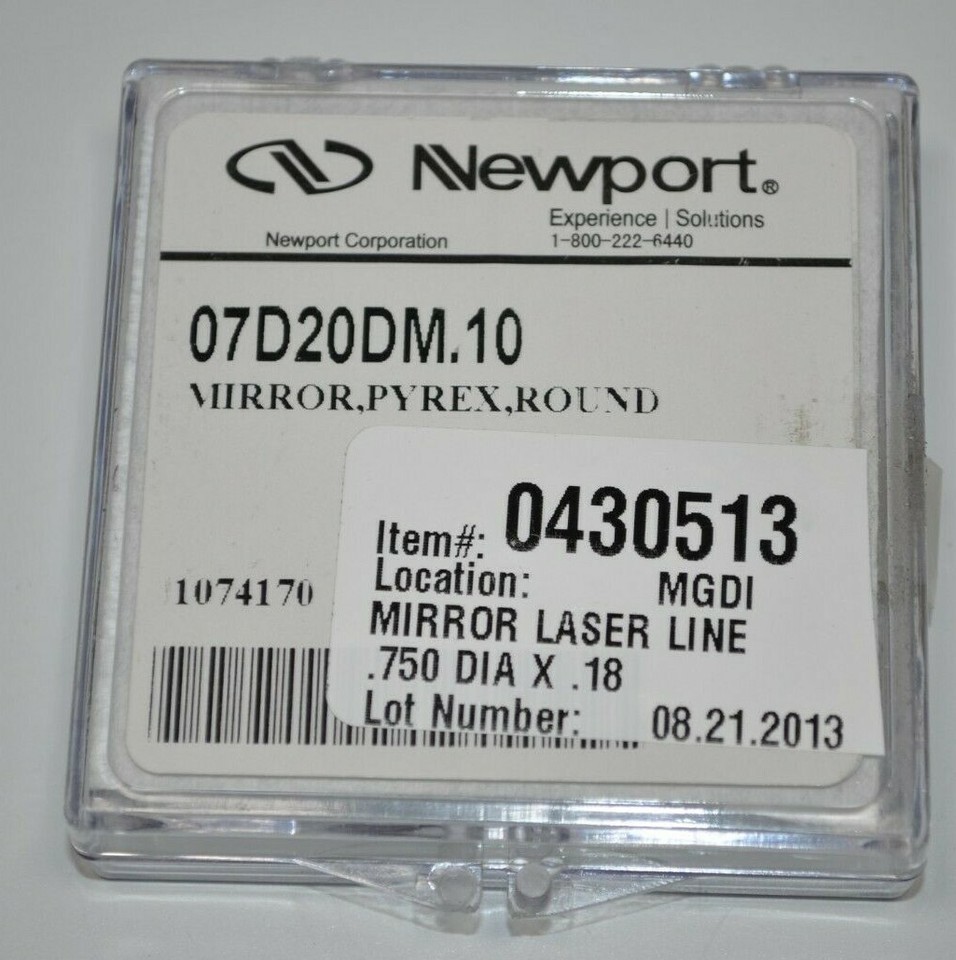 Newport®
Experience | Solutions
Newport Corporation 1-800-222-6440
07D20DM.10
MIRROR,PYREX,ROUND
Item#: 0430513
Location: MGDI
1074170
MIRROR LASER LINE
.750 DIA X .18
Lot Number: 08.21.2013